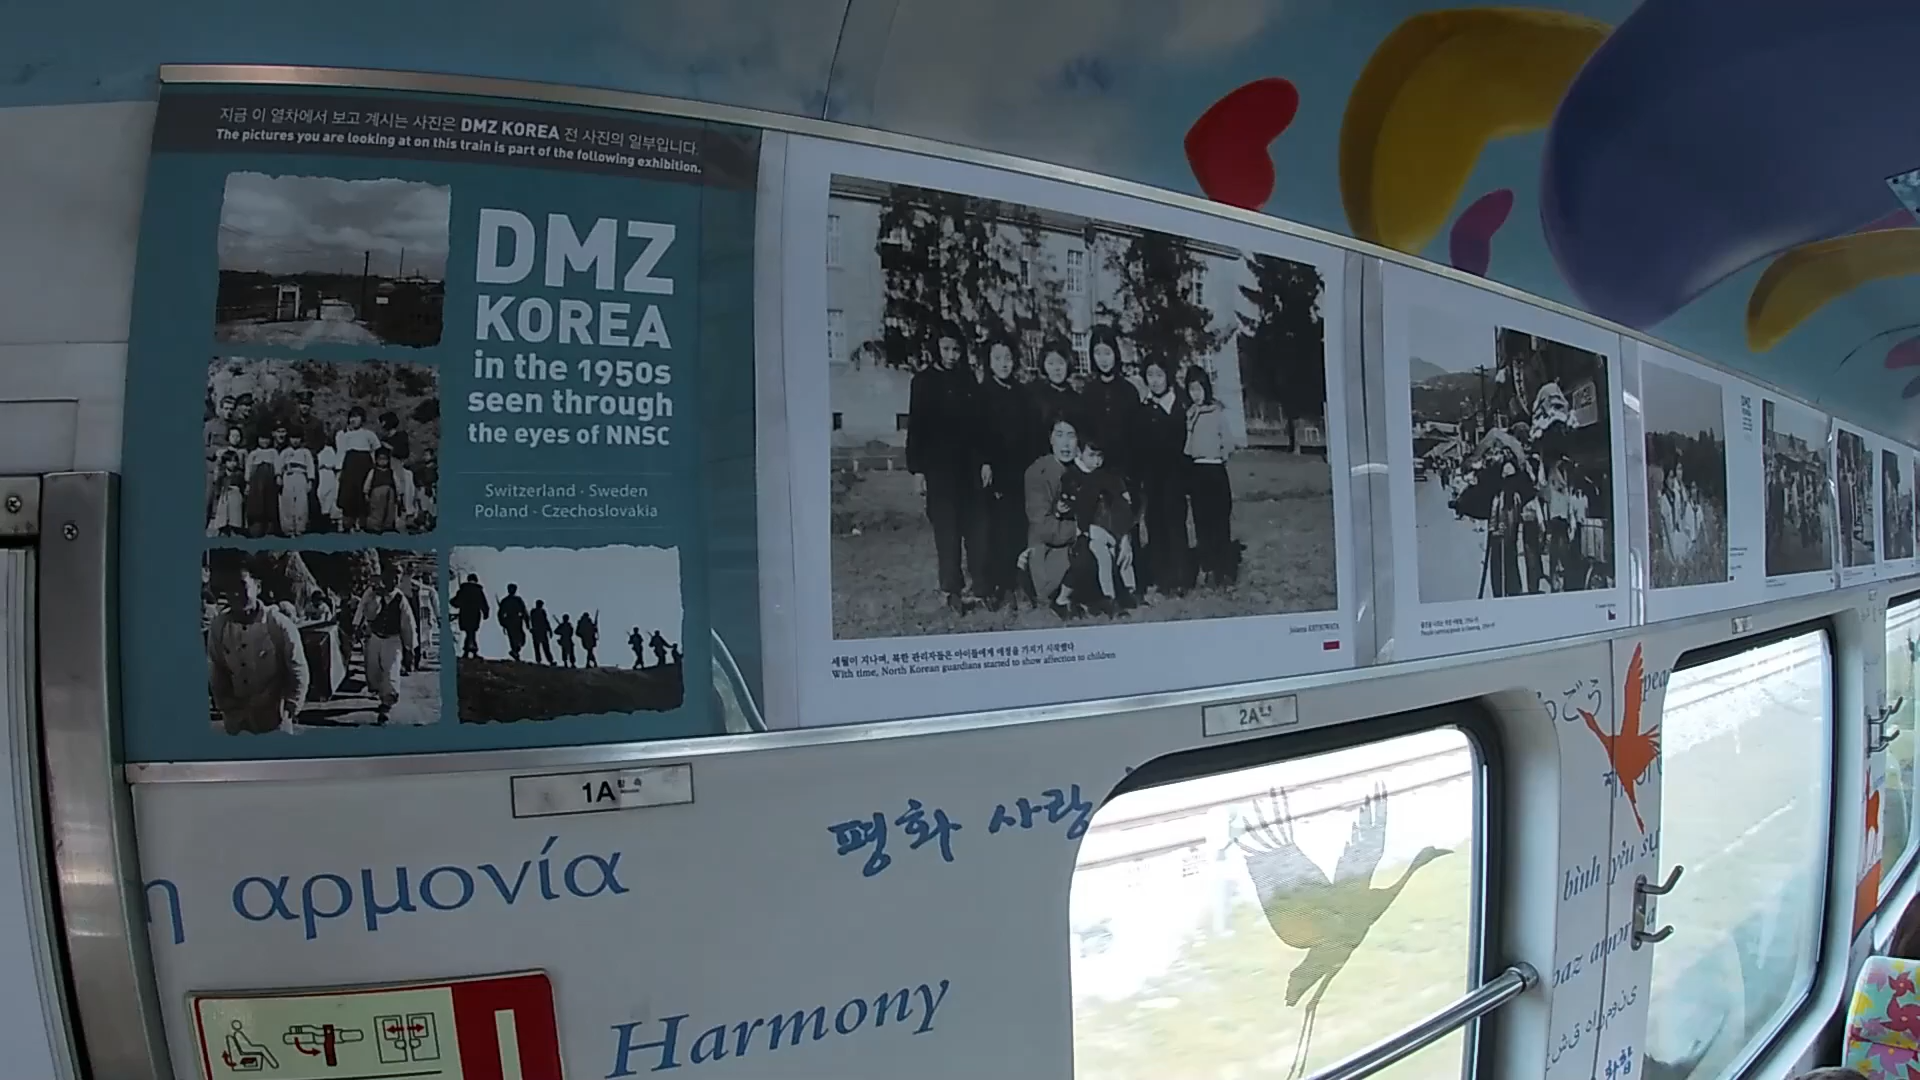 지금 이 열차에서 보고 계시는 사진은 DMZ KOREA 전 사진의 일부입니다.
The pictures you are looking at on this train is part of the following exhibition.
DMZ
KOREA
in the 1950s
seen through
the eyes of NNSC
Switzerland · Sweden
Poland · Czechoslovakia
세월이 지나며, 북한 관리자들은 아이들에게 애정을 가지기 시작했다
With time, North Korean guardians started to show affection to children
1A
2A
평화 사랑
η αρμονία
Harmony
bình yêu sự
paz amor
화합